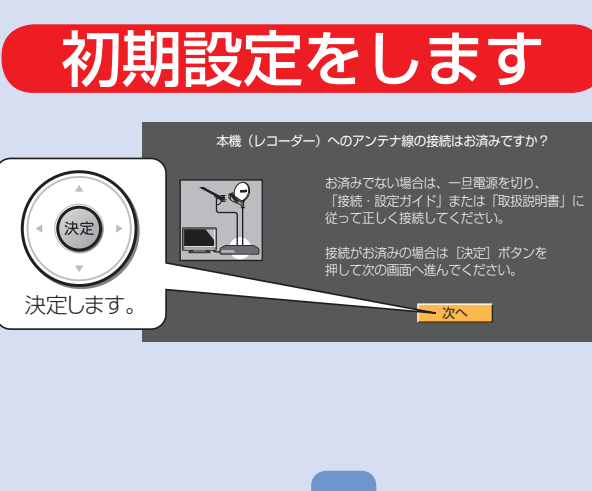 初期設定をします
本機（レコーダー）へのアンテナ線の接続はお済みですか？
お済みでない場合は、一旦電源を切り、
「接続・設定ガイド」または「取扱説明書」に
従って正しく接続してください。
接続がお済みの場合は［決定］ボタンを
押して次の画面へ進んでください。
決定
決定します。
次へ